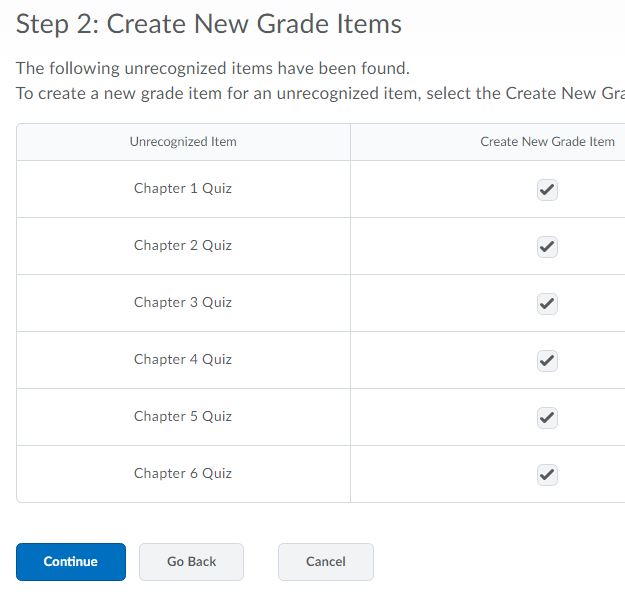 Step 2: Create New Grade Items
The following unrecognized items have been found.
To create a new grade item for an unrecognized item, select the Create New Gra
Unrecognized Item Create New Grade Item
Chapter 1 Quiz
Chapter 2 Quiz
Chapter 3 Quiz
Chapter 4 Quiz
Chapter 5 Quiz
Chapter 6 Quiz
Continue Go Back Cancel